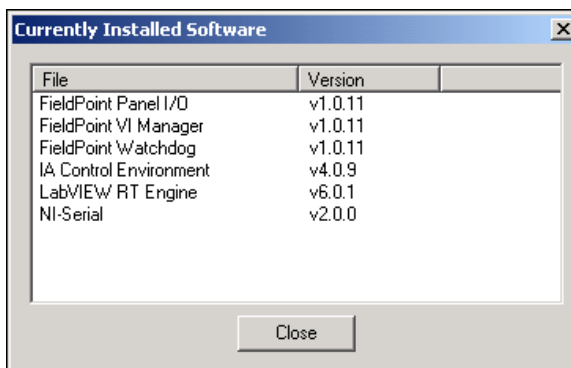 Currently Installed Software
File Version
FieldPoint Panel I/O v1.0.11
FieldPoint VI Manager v1.0.11
FieldPoint Watchdog v1.0.11
IA Control Environment v4.0.9
LabVIEW RT Engine v6.0.1
NI-Serial v2.0.0
Close